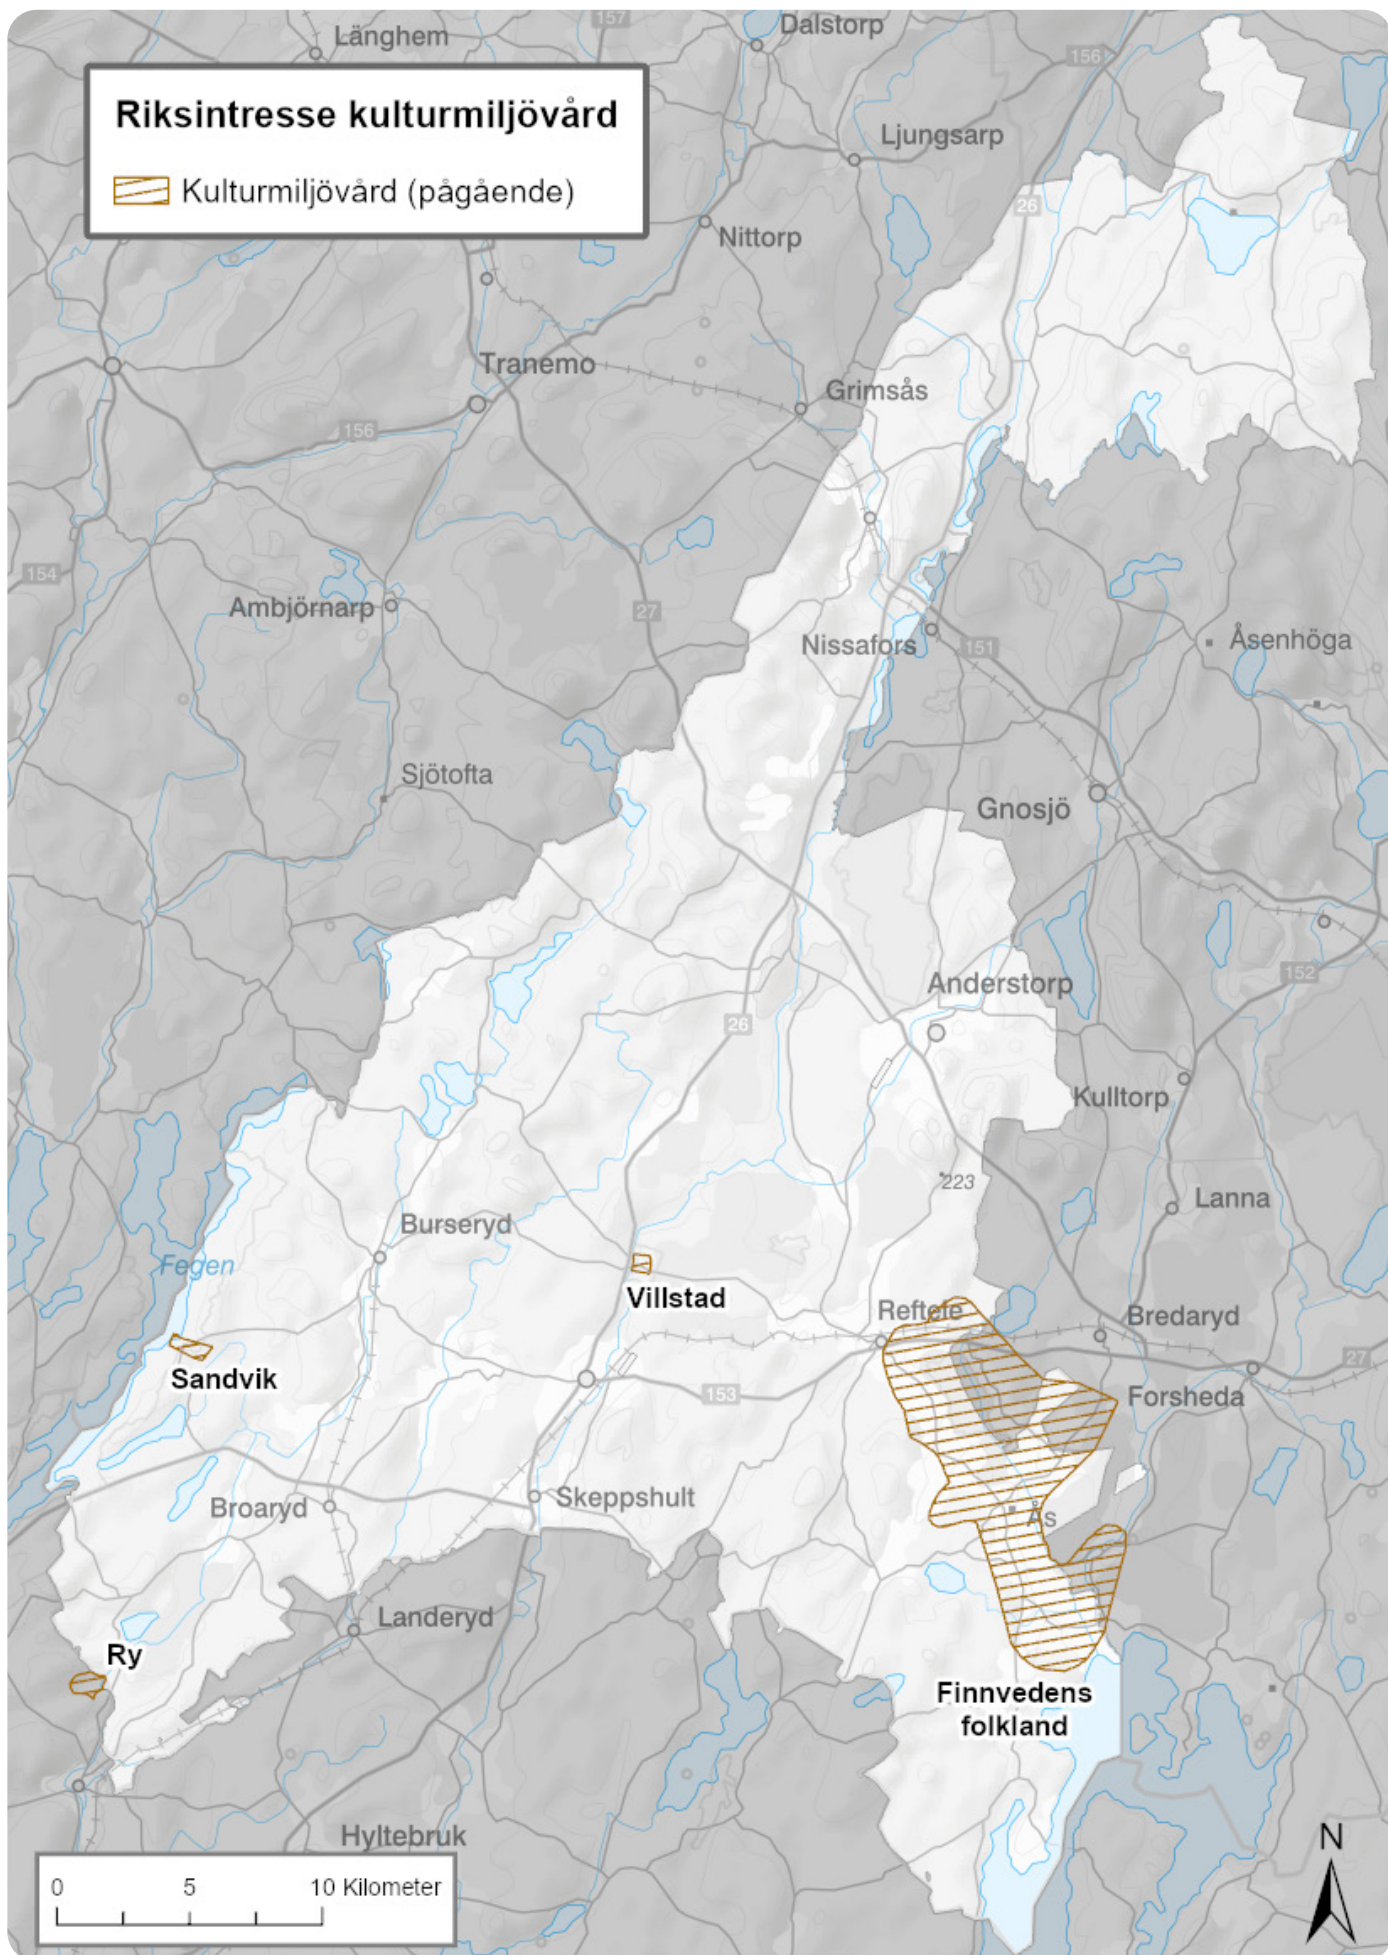 157
Dalstorp
Länghem
156
Riksintresse kulturmiljövård
Kulturmiljövård (pågående)
Ljungsarp
26
Nittorp
Tranemo
Grimsås
156
154
Ambjörnarp
27
Nissafors
151
Åsenhöga
Sjötofta
Gnosjö
152
Anderstorp
26
Kulltorp
223
Lanna
Burseryd
Fegen
Villstad
Reftele
Bredaryd
27
Sandvik
153
Forsheda
Broaryd
Skeppshult
Ås
Landeryd
Ry
Finnvedens
folkland
Hyltebruk
N
0 5 10 Kilometer